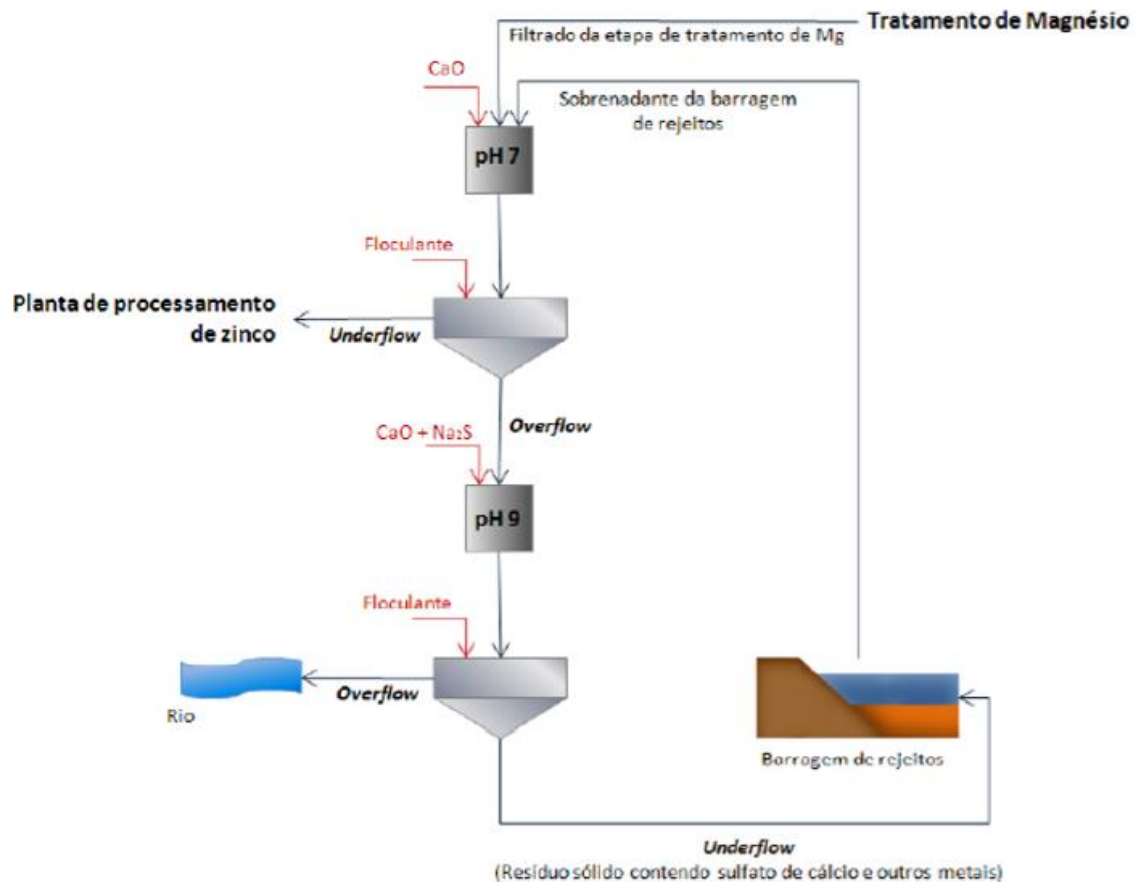 Tratamento de Magnésio
Filtrado da etapa de tratamento de Mg
CaO
Sobrenadante da barragem
de rejeitos
pH 7
Floculante
Planta de processamento
de zinco
Underflow
Overflow
CaO + Na₂S
pH 9
Floculante
Overflow
Rio
Barragem de rejeitos
Underflow
(Resíduo sólido contendo sulfato de cálcio e outros metais)